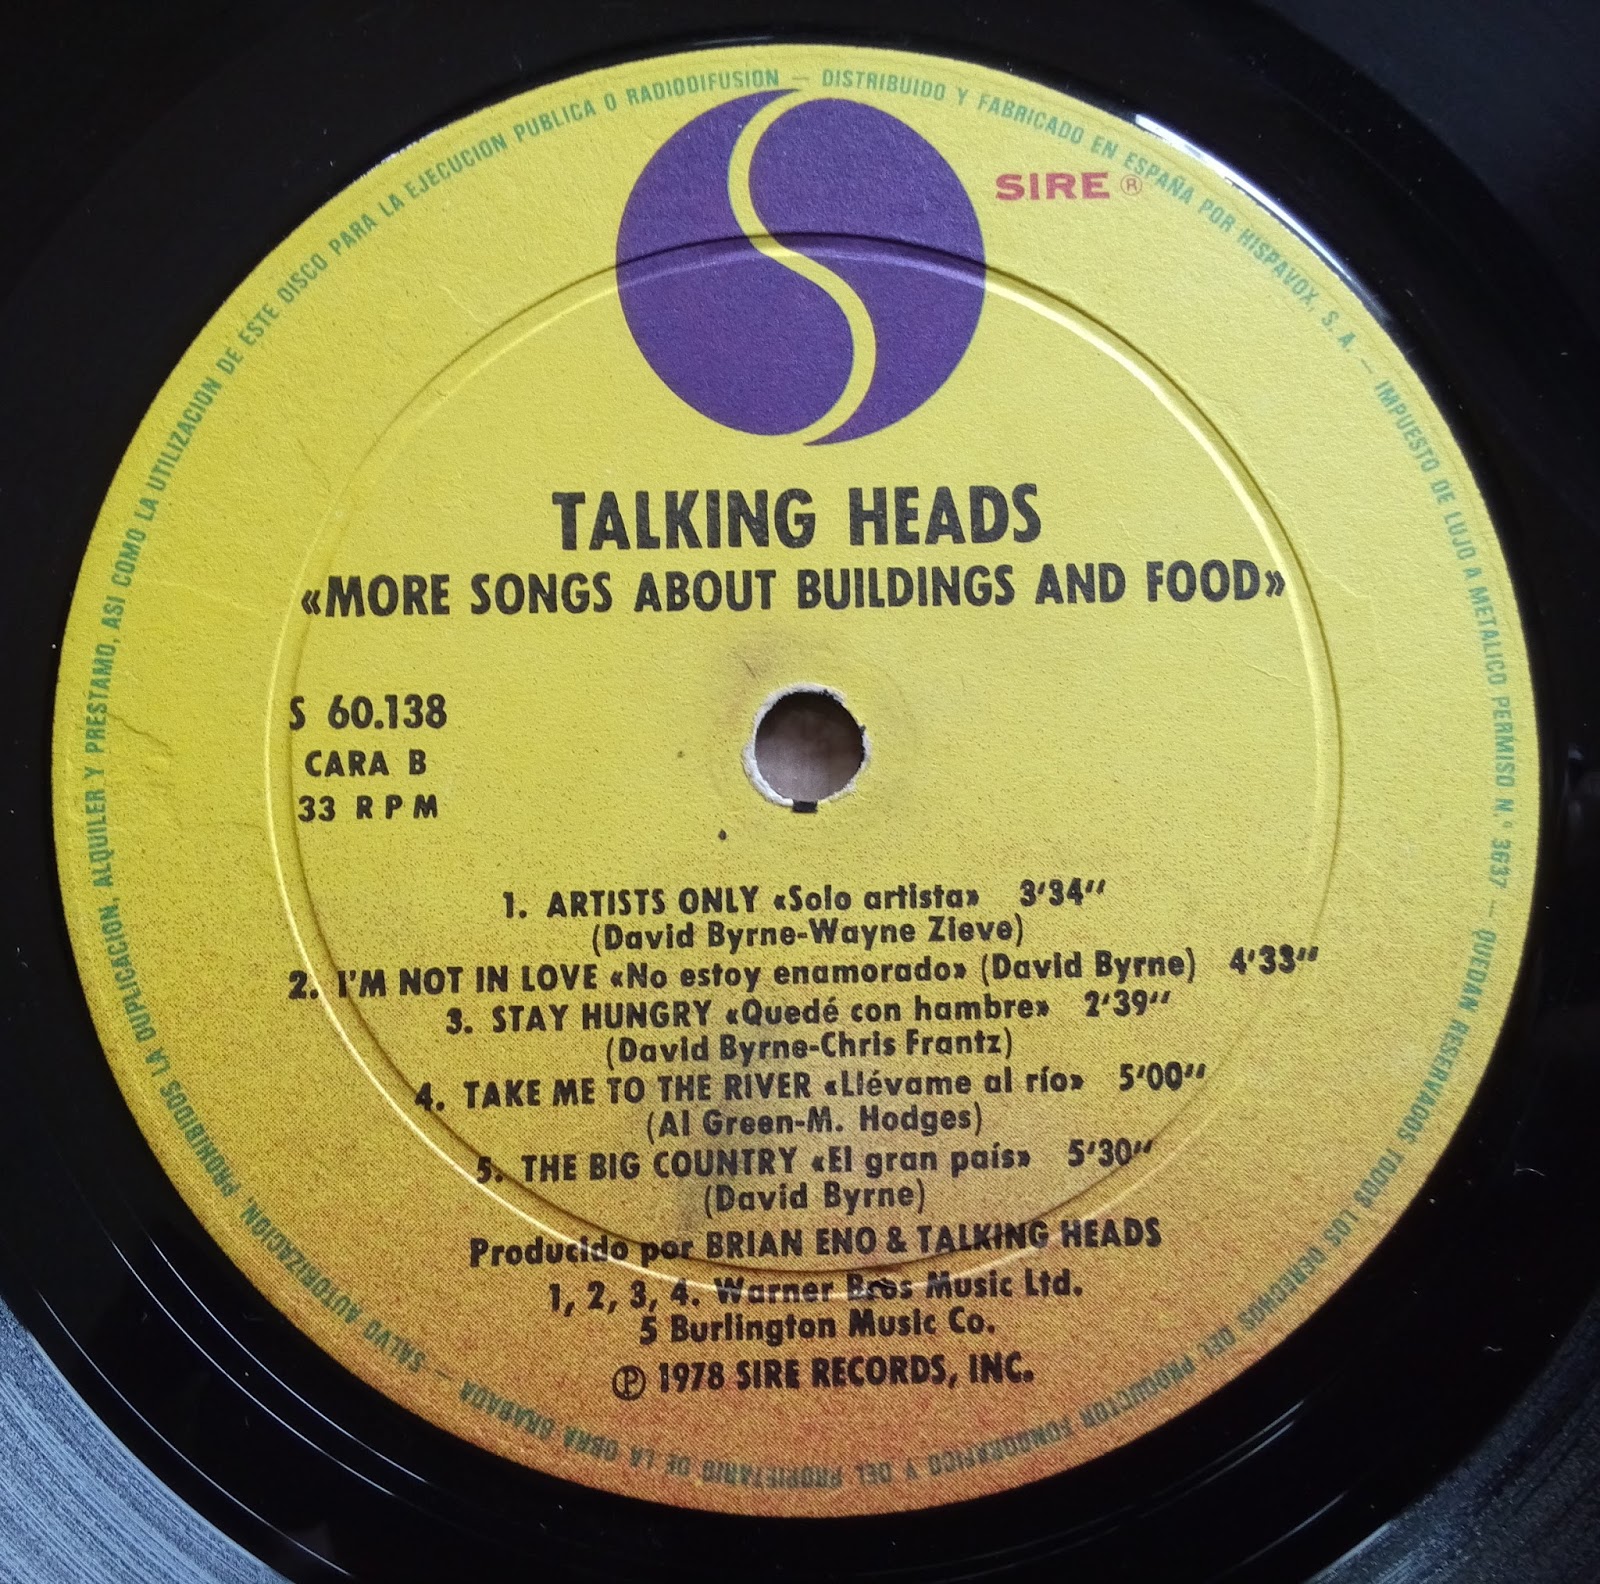 SIRE ®
TALKING HEADS
«MORE SONGS ABOUT BUILDINGS AND FOOD»
S 60.138
CARA B
33 RPM
1. ARTISTS ONLY «Solo artista» 3'34''
(David Byrne-Wayne Zieve)
2. I'M NOT IN LOVE «No estoy enamorado» (David Byrne) 4'33''
3. STAY HUNGRY «Quedé con hambre» 2'39''
(David Byrne-Chris Frantz)
4. TAKE ME TO THE RIVER «Llévame al río» 5'00''
(Al Green-M. Hodges)
5. THE BIG COUNTRY «El gran país» 5'30''
(David Byrne)
Producido por BRIAN ENO & TALKING HEADS
1, 2, 3, 4. Warner Bros Music Ltd.
5 Burlington Music Co.
℗ 1978 SIRE RECORDS, INC.
DISTRIBUIDO Y FABRICADO EN ESPAÑA POR HISPAVOX, S. A. — IMPUESTO DE LUJO A METALICO PERMISO N.º 3637 — QUEDAN RESERVADOS TODOS LOS DERECHOS DEL PRODUCTOR FONOGRAFICO Y DEL PROPIETARIO DE LA OBRA GRABADA — SALVO AUTORIZACION, PROHIBIDOS LA DUPLICACION, ALQUILER Y PRESTAMO, ASI COMO LA UTILIZACION DE ESTE DISCO PARA LA EJECUCION PUBLICA O RADIODIFUSION —